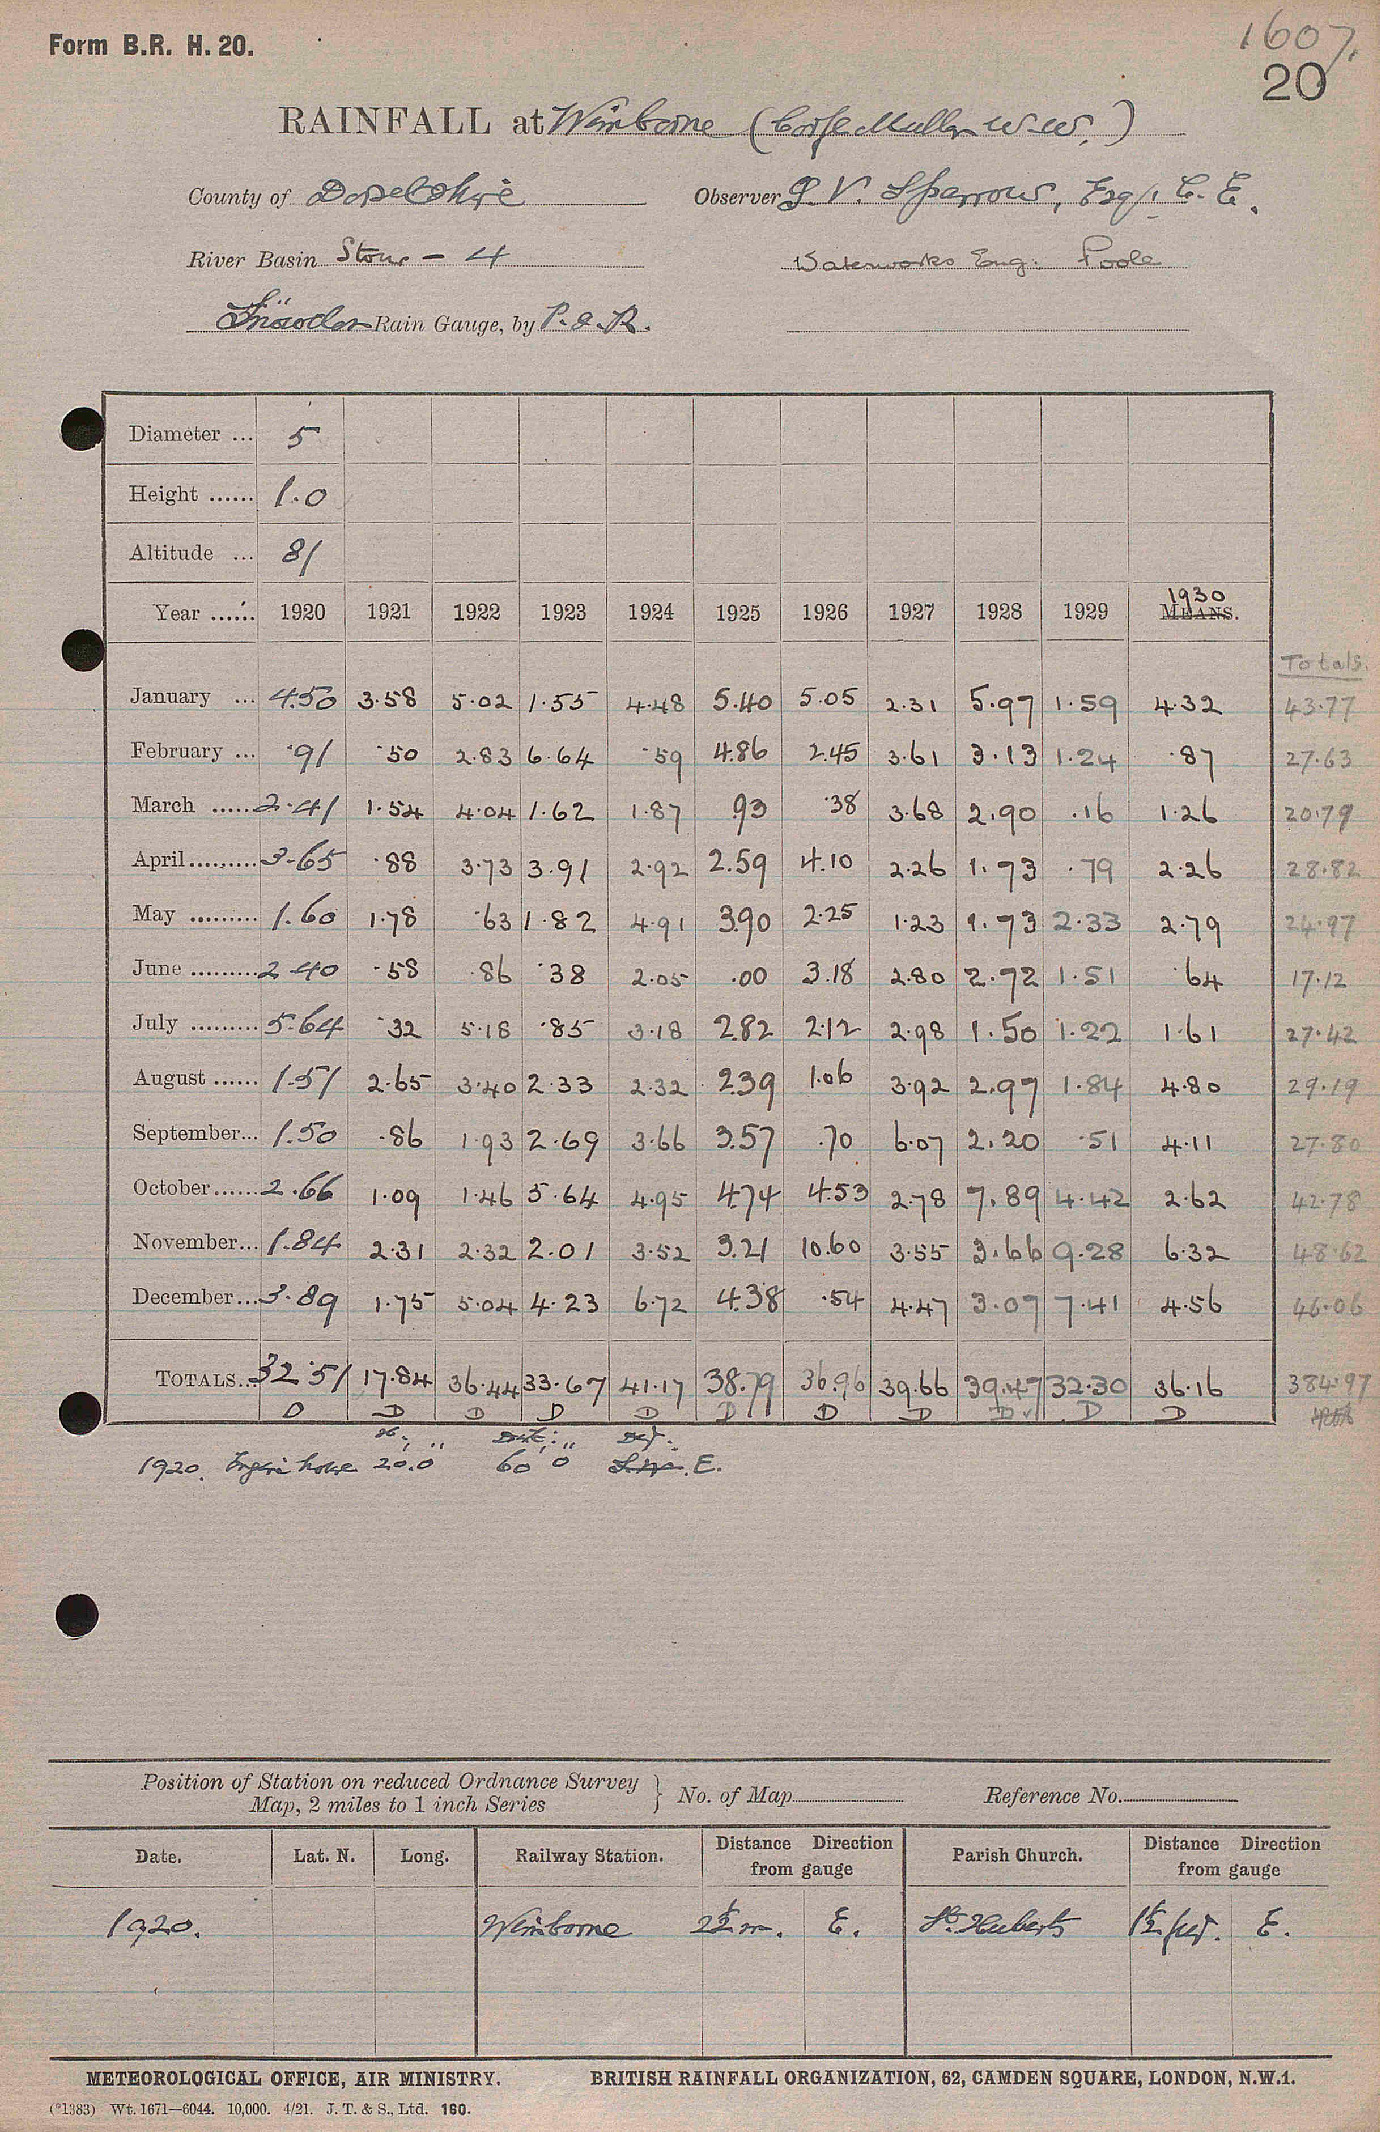 Form B.R. H. 20.
1607.
20
RAINFALL at Wimborne (Corfe Mullen W.W.)
County of Dorsetshire Observer S. V. Sparrow, Esq., C. E.
River Basin Stour - 4 Waterworks Eng. Poole
Snowdon Rain Gauge, by P. & R.
Diameter ... 5
Height ...... 1.0
Altitude ... 81
Year ...... 1920 1921 1922 1923 1924 1925 1926 1927 1928 1929 1930 MEANS.
Totals.
January ... 4.50 3.58 5.02 1.55 4.48 5.40 5.05 2.31 5.97 1.59 4.32 43.77
February ... .91 .50 2.83 6.64 .59 4.86 2.45 3.61 3.13 1.24 .87 27.63
March ...... 2.41 1.54 4.04 1.62 1.87 .93 .38 3.68 2.90 .16 1.26 20.79
April......... 3.65 .88 3.73 3.91 2.92 2.59 4.10 2.26 1.73 .79 2.26 28.82
May ......... 1.60 1.78 .63 1.82 4.91 3.90 2.25 1.23 1.73 2.33 2.79 24.97
June ......... 2.40 .58 .86 .38 2.05 .00 3.18 2.80 2.72 1.51 .64 17.12
July ......... 5.64 .32 5.18 .85 3.18 2.82 2.12 2.98 1.50 1.22 1.61 27.42
August ...... 1.51 2.65 3.40 2.33 2.32 2.39 1.06 3.92 2.97 1.84 4.80 29.19
September... 1.50 .86 1.93 2.69 3.66 3.57 .70 6.07 2.20 .51 4.11 27.80
October...... 2.66 1.09 1.46 5.64 4.95 4.74 4.53 2.78 7.89 4.42 2.62 42.78
November... 1.84 2.31 2.32 2.01 3.52 3.21 10.60 3.55 3.66 9.28 6.32 48.62
December... 3.89 1.75 5.04 4.23 6.72 4.38 .54 4.47 3.07 7.41 4.56 46.06
TOTALS... 32.51 17.84 36.44 33.67 41.17 38.79 36.96 39.66 39.47 32.30 36.16 384.97
D D D D D D D D D D D
Ht. Dist. Dir.
1920. Engine house 20' 0" 60' 0" E.
Position of Station on reduced Ordnance Survey Map, 2 miles to 1 inch Series } No. of Map Reference No.
Date. Lat. N. Long. Railway Station. Distance Direction from gauge Parish Church. Distance Direction from gauge
1920. Wimborne 2½ m. E. St. Huberts 1½ fur. E.
METEOROLOGICAL OFFICE, AIR MINISTRY. BRITISH RAINFALL ORGANIZATION, 62, CAMDEN SQUARE, LONDON, N.W.1.
(*1383) Wt. 1671—6044. 10,000. 4/21. J. T. & S., Ltd. 160.